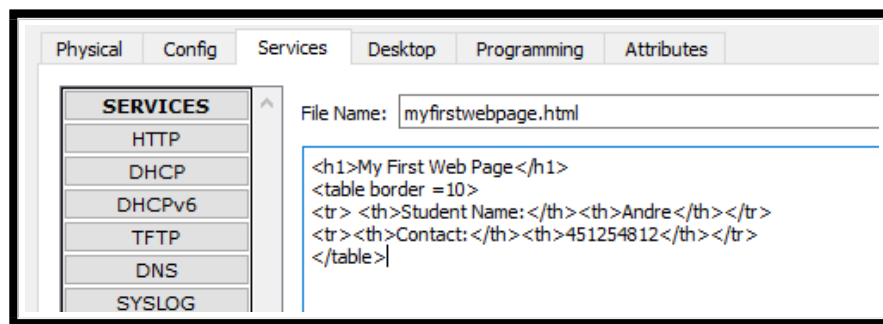 Physical Config Services Desktop Programming Attributes
SERVICES
HTTP
DHCP
DHCPv6
TFTP
DNS
SYSLOG
File Name: myfirstwebpage.html
<h1>My First Web Page</h1>
<table border =10>
<tr> <th>Student Name:</th><th>Andre</th></tr>
<tr><th>Contact:</th><th>451254812</th></tr>
</table>